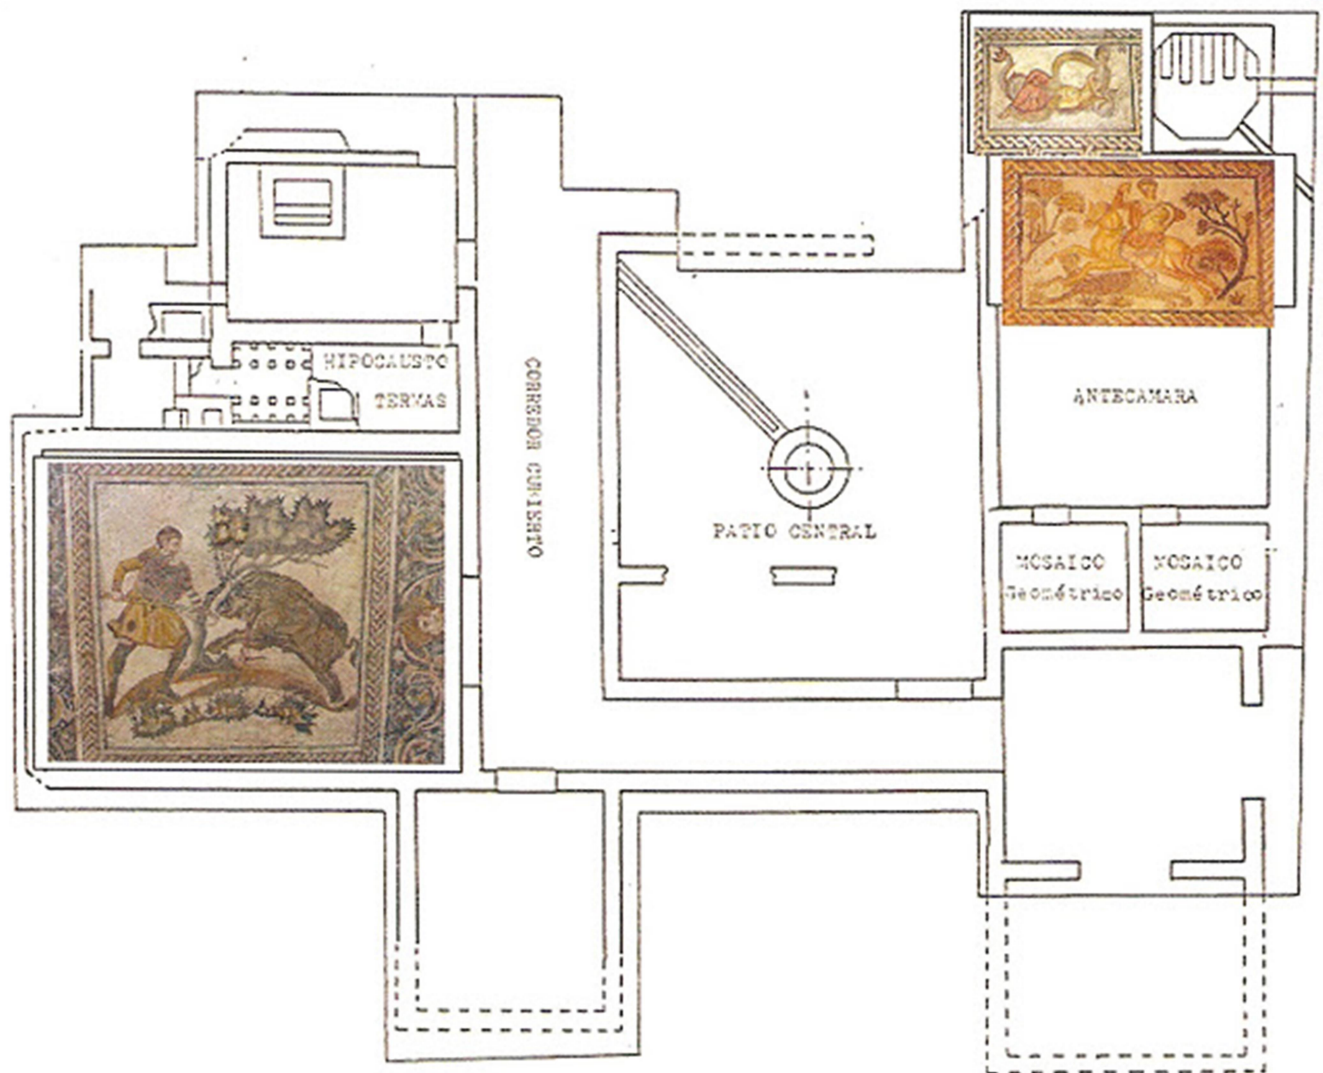 HIPOCAUSTO
TERMAS
CORREDOR CUBIERTO
PATIO CENTRAL
ANTECAMARA
MOSAICO
Geométrico
MOSAICO
Geométrico